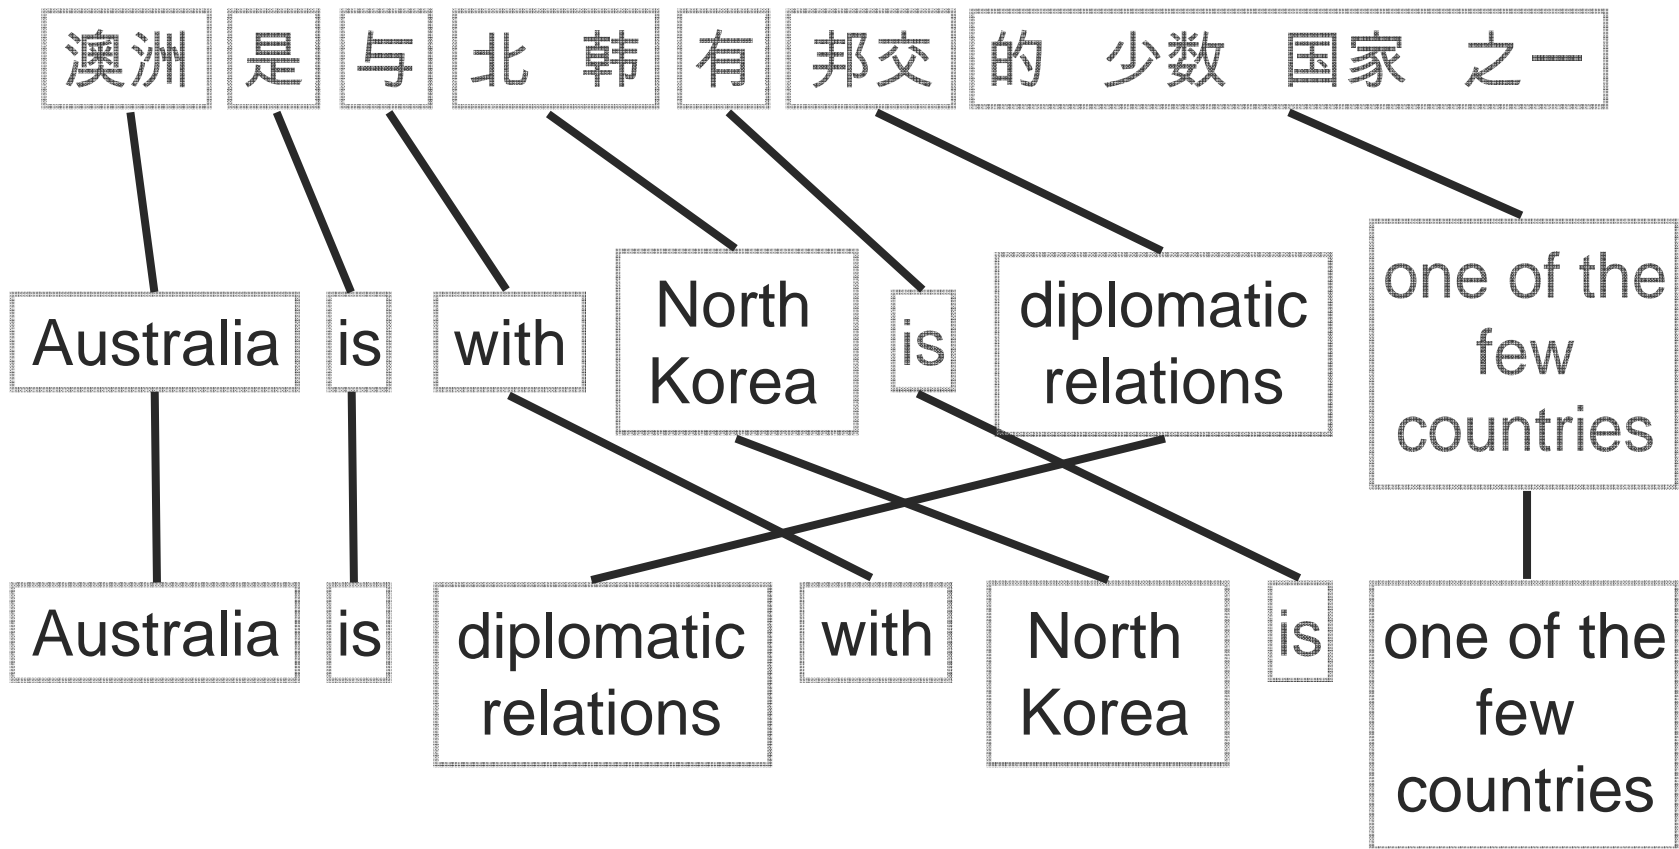 澳洲 是 与 北 韩 有 邦交 的 少数 国家 之一
Australia
is
with
North
Korea
is
diplomatic
relations
one of the
few
countries
Australia
is
diplomatic
relations
with
North
Korea
is
one of the
few
countries